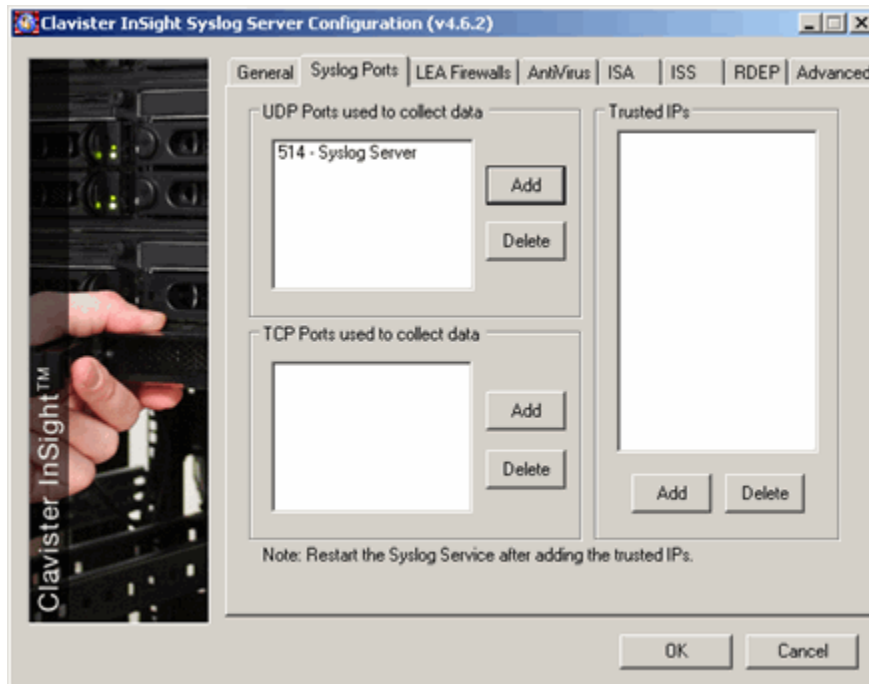 Clavister InSight Syslog Server Configuration (v4.6.2)
General Syslog Ports LEA Firewalls AntiVirus ISA ISS RDEP Advanced
UDP Ports used to collect data
514 - Syslog Server
Add
Delete
TCP Ports used to collect data
Add
Delete
Trusted IPs
Add Delete
Note: Restart the Syslog Service after adding the trusted IPs.
Clavister InSight™
OK Cancel